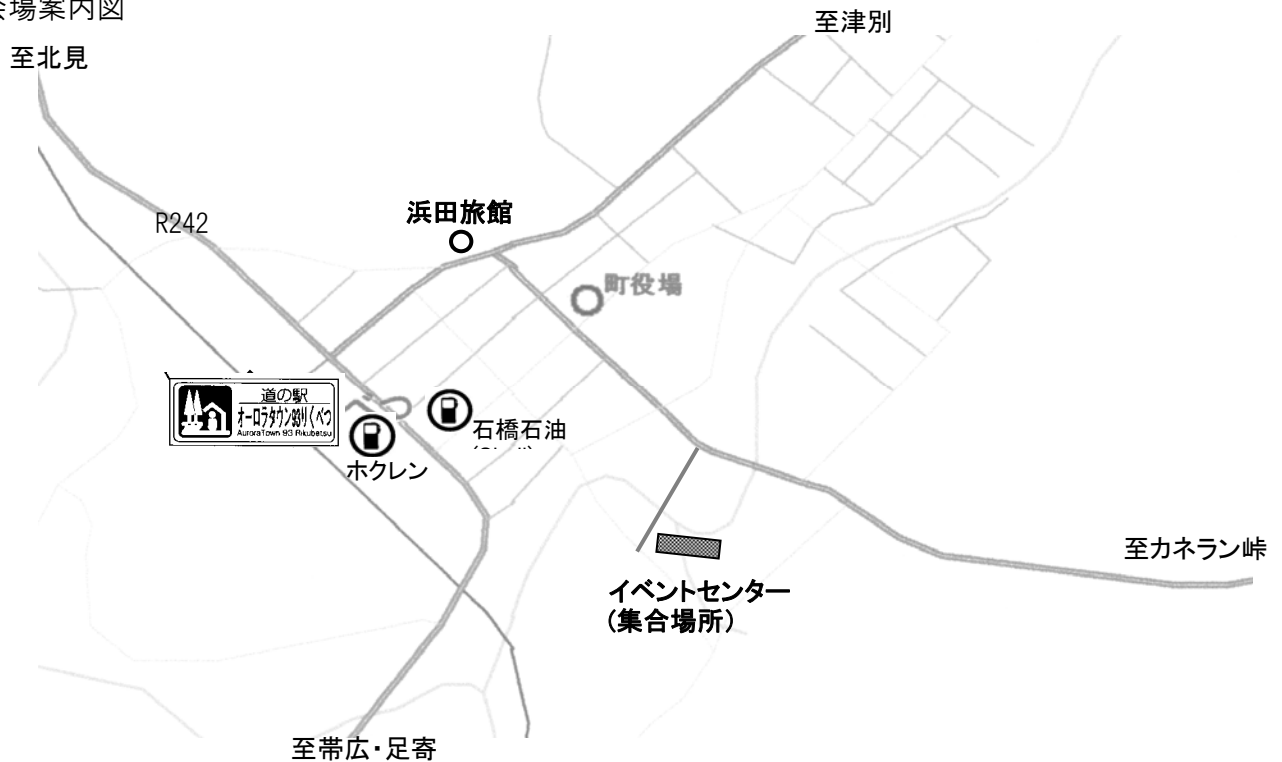 会場案内図
至津別
至北見
浜田旅館
R242
町役場
道の駅
オーロラタウン93りくべつ
AuroraTown 93 Rikubetsu
石橋石油
ホクレン
至カネラン峠
イベントセンター
(集合場所)
至帯広・足寄